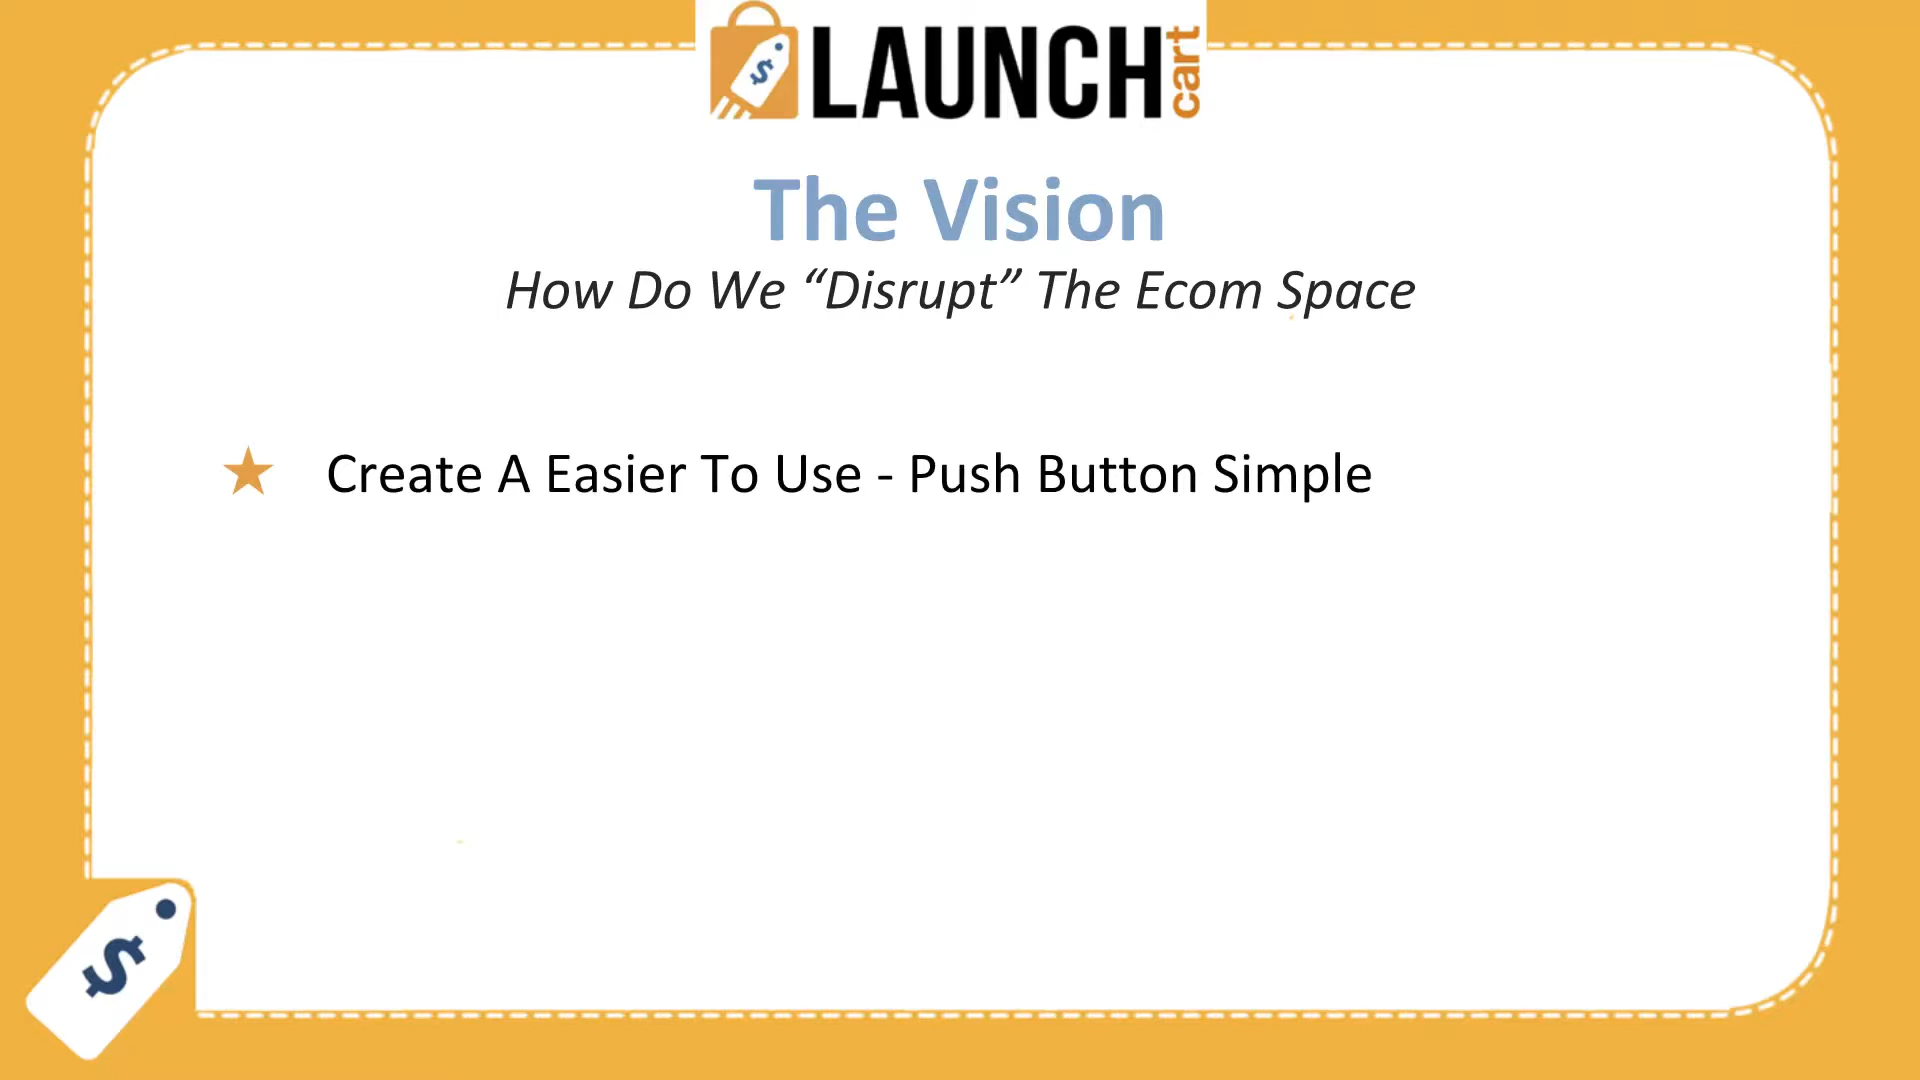 LAUNCH cart
The Vision
How Do We “Disrupt” The Ecom Space
Create A Easier To Use - Push Button Simple
$